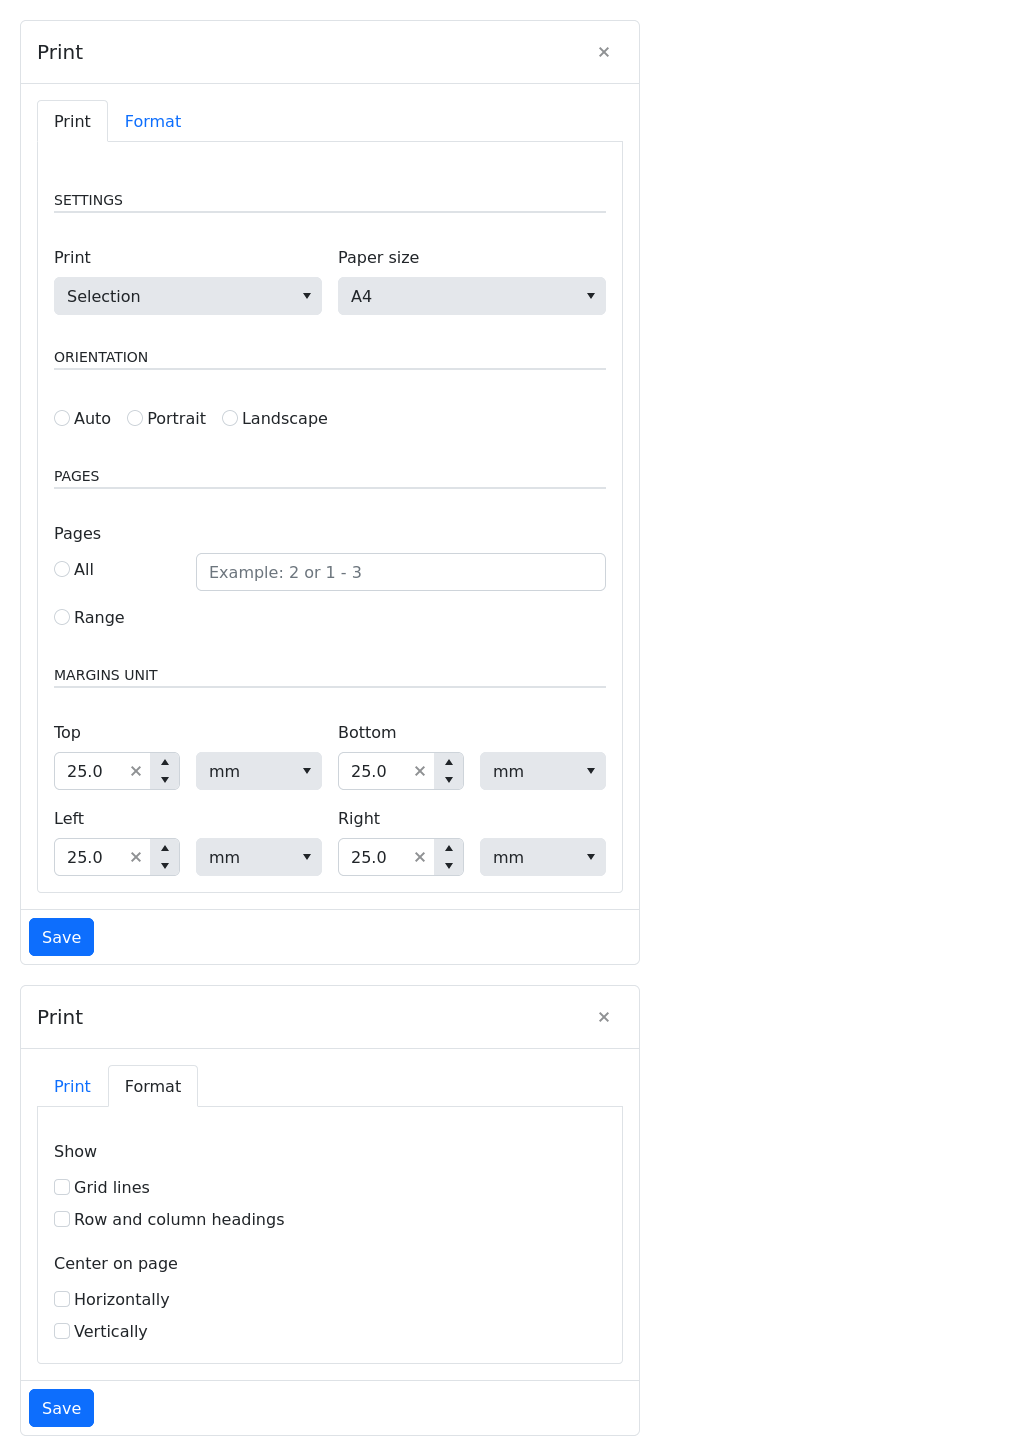 Print ×
Print Format
SETTINGS
Print Paper size
Selection A4
ORIENTATION
Auto Portrait Landscape
PAGES
Pages
All Example: 2 or 1 - 3
Range
MARGINS UNIT
Top Bottom
25.0 mm 25.0 mm
Left Right
25.0 mm 25.0 mm
Save
Print ×
Print Format
Show
Grid lines
Row and column headings
Center on page
Horizontally
Vertically
Save